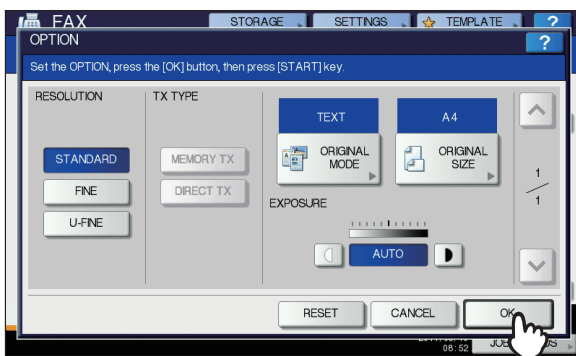 FAX
STORAGE
SETTINGS
TEMPLATE
?
OPTION
?
Set the OPTION, press the [OK] button, then press [START] key.
RESOLUTION
TX TYPE
TEXT
A4
STANDARD
MEMORY TX
ORIGINAL
MODE
ORIGINAL
SIZE
FINE
DIRECT TX
1
1
U-FINE
EXPOSURE
AUTO
RESET
CANCEL
OK
08:52